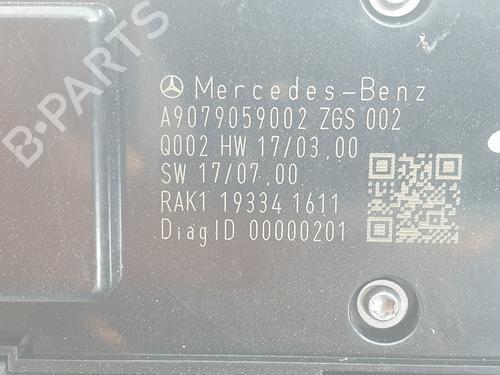 B-PARTS
Mercedes-Benz
A9079059002 ZGS 002
Q002 HW 17/03,00
SW 17/07,00
RAK1 19334 1611
DiagID 00000201